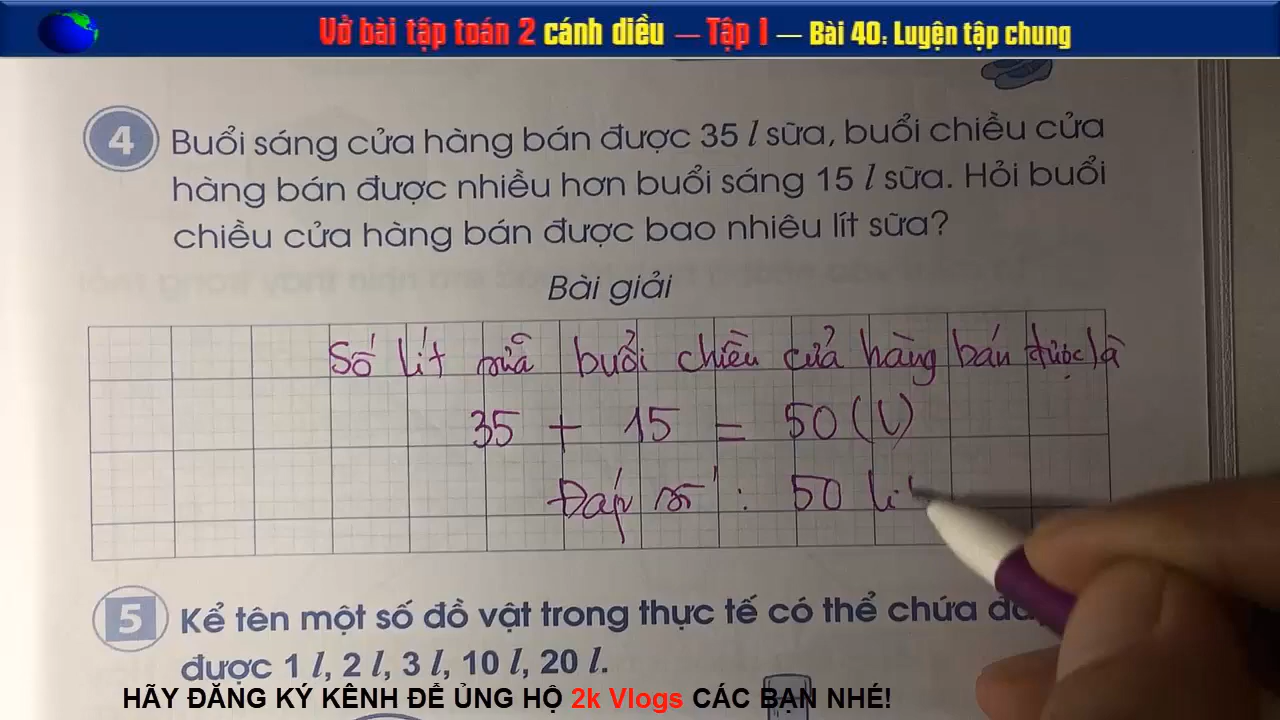 Vở bài tập toán 2 cánh diều – Tập 1 – Bài 40: Luyện tập chung
4 Buổi sáng cửa hàng bán được 35 l sữa, buổi chiều cửa
hàng bán được nhiều hơn buổi sáng 15 l sữa. Hỏi buổi
chiều cửa hàng bán được bao nhiêu lít sữa?
Bài giải
Số lít sữa buổi chiều cửa hàng bán được là
35 + 15 = 50 (l)
Đáp số : 50 lít
5 Kể tên một số đồ vật trong thực tế có thể chứa
được 1 l, 2 l, 3 l, 10 l, 20 l.
HÃY ĐĂNG KÝ KÊNH ĐỂ ỦNG HỘ 2k Vlogs CÁC BẠN NHÉ!